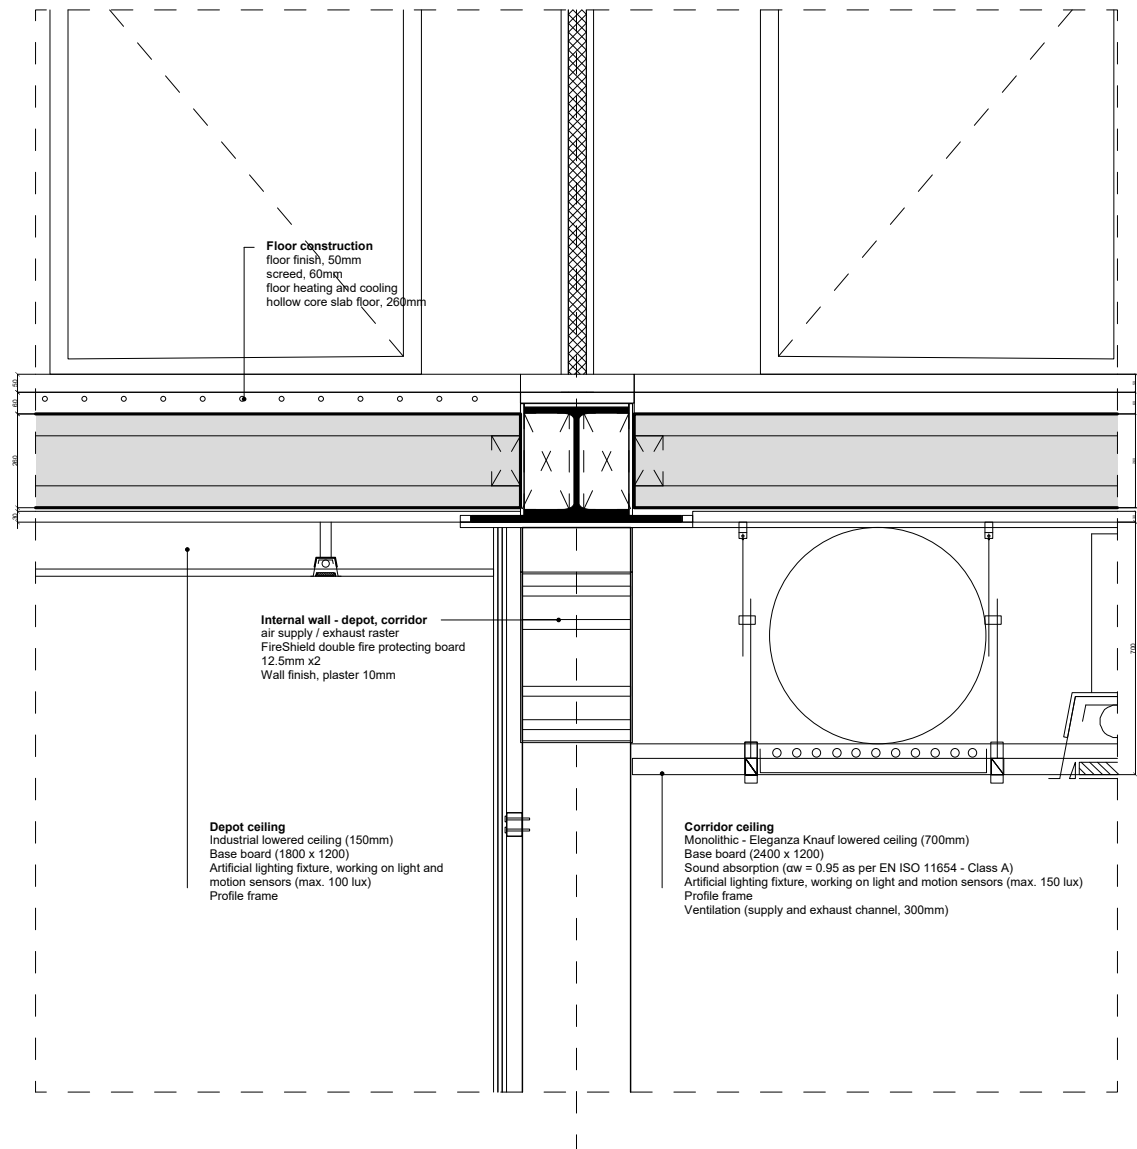 Floor construction
floor finish, 50mm
screed, 60mm
floor heating and cooling
hollow core slab floor, 260mm
50
60
260
Internal wall - depot, corridor
air supply / exhaust raster
FireShield double fire protecting board
12.5mm x2
Wall finish, plaster 10mm
700
Depot ceiling
Industrial lowered ceiling (150mm)
Base board (1800 x 1200)
Artificial lighting fixture, working on light and
motion sensors (max. 100 lux)
Profile frame
Corridor ceiling
Monolithic - Eleganza Knauf lowered ceiling (700mm)
Base board (2400 x 1200)
Sound absorption (αw = 0.95 as per EN ISO 11654 - Class A)
Artificial lighting fixture, working on light and motion sensors (max. 150 lux)
Profile frame
Ventilation (supply and exhaust channel, 300mm)